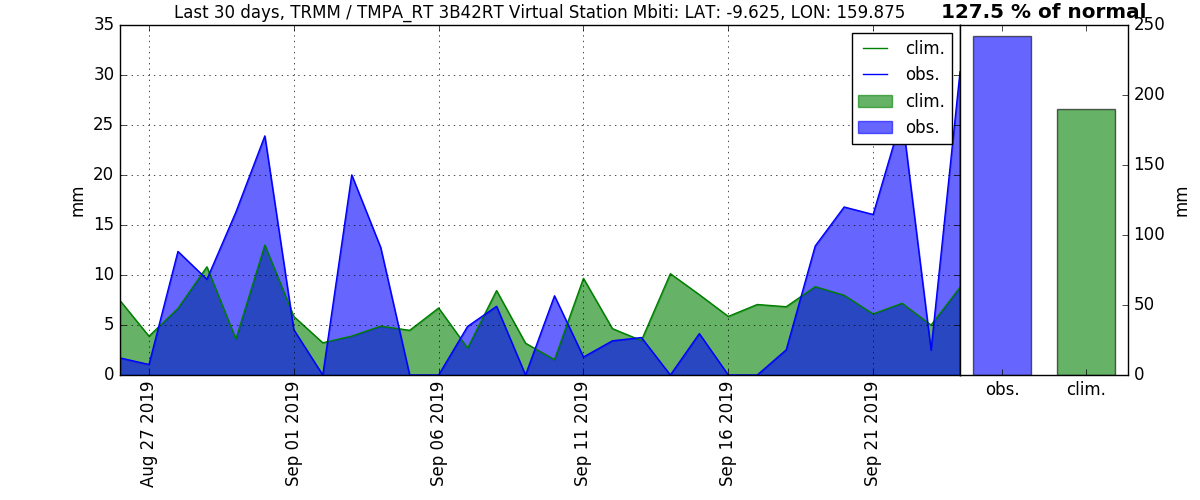 Last 30 days, TRMM / TMPA_RT 3B42RT Virtual Station Mbiti: LAT: -9.625, LON: 159.875
127.5 % of normal
35
30
25
20
15
10
5
0
mm
clim.
obs.
clim.
obs.
250
200
150
100
50
0
mm
obs.
clim.
Aug 27 2019
Sep 01 2019
Sep 06 2019
Sep 11 2019
Sep 16 2019
Sep 21 2019